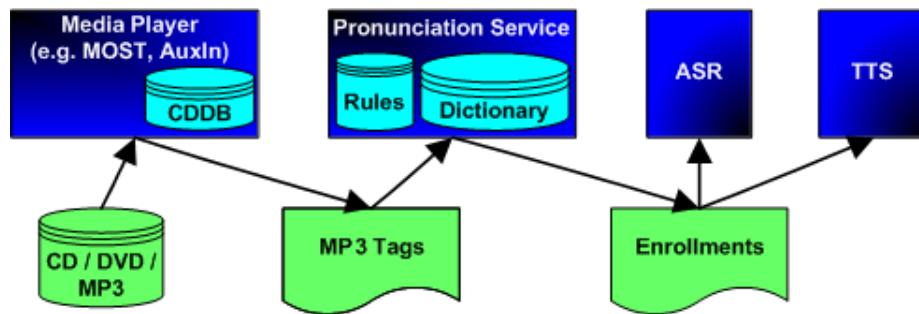 Media Player
(e.g. MOST, AuxIn)
CDDB
Pronunciation Service
Rules
Dictionary
ASR
TTS
CD / DVD /
MP3
MP3 Tags
Enrollments